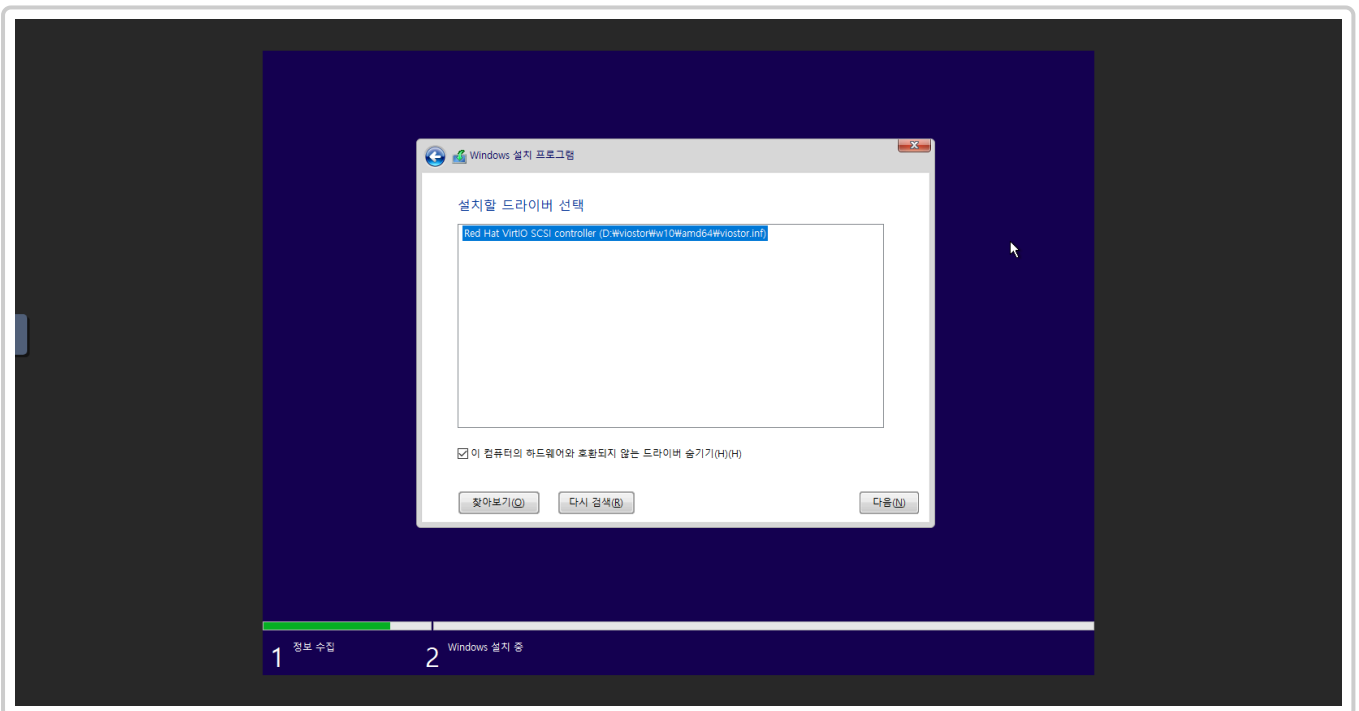 Windows 설치 프로그램
설치할 드라이버 선택
Red Hat VirtIO SCSI controller (D:₩viostor₩w10₩amd64₩viostor.inf)
이 컴퓨터의 하드웨어와 호환되지 않는 드라이버 숨기기(H)(H)
찾아보기(O) 다시 검색(R) 다음(N)
1 정보 수집 2 Windows 설치 중